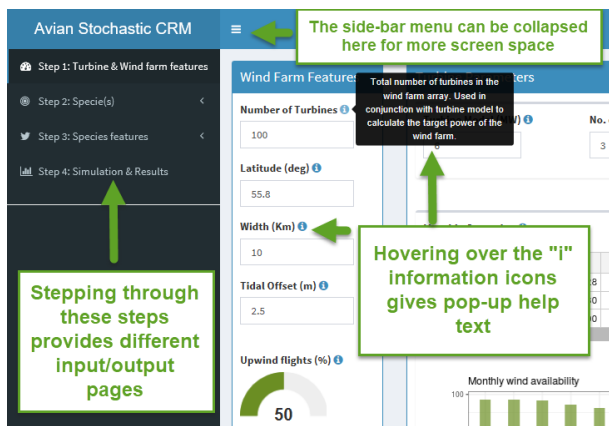 Avian Stochastic CRM
The side-bar menu can be collapsed
here for more screen space
Step 1: Turbine & Wind farm features
Step 2: Specie(s)
Step 3: Species features
Step 4: Simulation & Results
Stepping through
these steps
provides different
input/output
pages
Wind Farm Features
Number of Turbines
100
Latitude (deg)
55.8
Width (Km)
10
Tidal Offset (m)
2.5
Upwind flights (%)
50
Total number of turbines in the
wind farm array. Used in
conjunction with turbine model to
calculate the target power of the
wind farm.
No.
3
Hovering over the "i"
information icons
gives pop-up help
text
Monthly wind availability
100